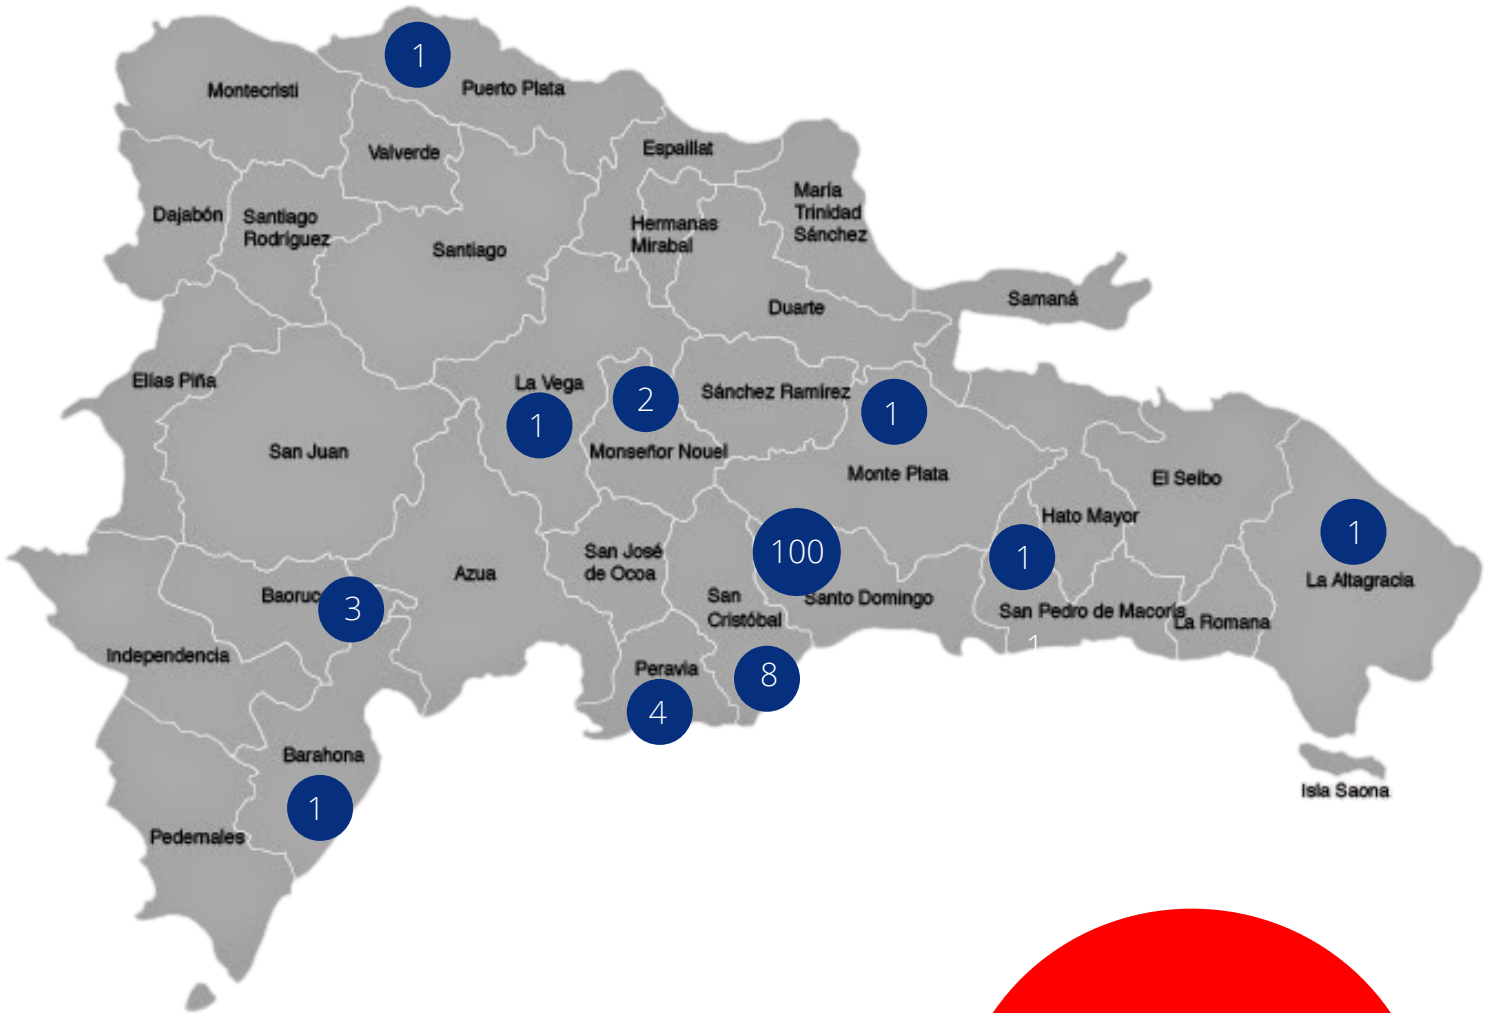 1
Montecristi
Puerto Plata
Valverde
Espaillat
Dajabón
Santiago
Rodríguez
Santiago
Hermanas
Mirabal
María
Trinidad
Sánchez
Duarte
Samaná
Elías Piña
La Vega
1
2
Sánchez Ramírez
1
San Juan
Monseñor Nouel
Monte Plata
El Seibo
Hato Mayor
1
La Altagracia
1
San José
de Ocoa
100
Azua
Baoruc
3
San
Cristóbal
Santo Domingo
San Pedro de Macorís
La Romana
1
Independencia
Peravia
8
4
Barahona
1
Isla Saona
Pedernales